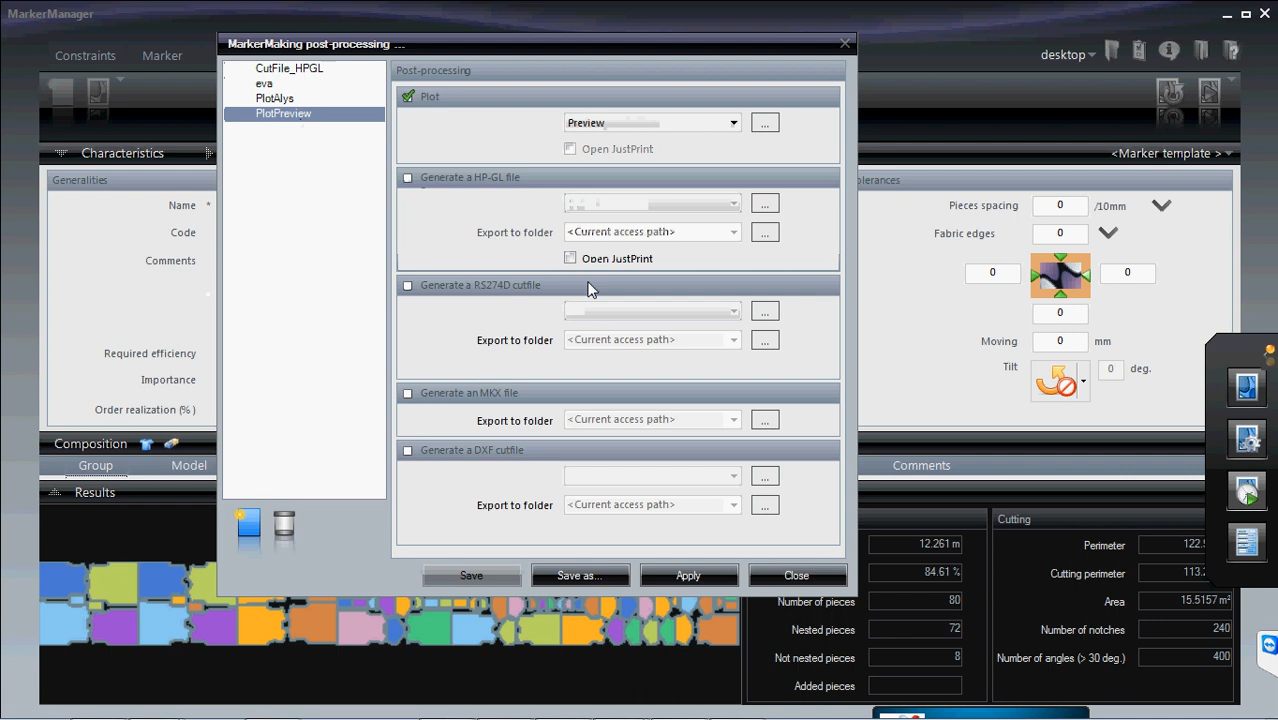 MarkerManager
Constraints
Marker
desktop
Characteristics
<Marker template >
Generalities
Name *
Code
Comments
Required efficiency
Importance
Order realization (% )
Composition
Group
Model
Comments
Results
MarkerMaking post-processing ...
CutFile_HPGL
eva
PlotAlys
PlotPreview
Post-processing
Plot
Preview
...
Open JustPrint
Generate a HP-GL file
...
Export to folder
<Current access path>
...
Open JustPrint
Generate a RS274D cutfile
...
Export to folder
<Current access path>
...
Generate an MKX file
Export to folder
<Current access path>
...
Generate a DXF cutfile
...
Export to folder
<Current access path>
...
Save
Save as...
Apply
Close
olerances
Pieces spacing 0 /10mm
Fabric edges 0
0
0
0
Moving 0 mm
Tilt 0 deg.
12.261 m
84.61 %
Number of pieces 80
Nested pieces 72
Not nested pieces 8
Added pieces
Cutting
Perimeter 122.
Cutting perimeter 113.
Area 15.5157 m²
Number of notches 240
Number of angles (> 30 deg.) 400